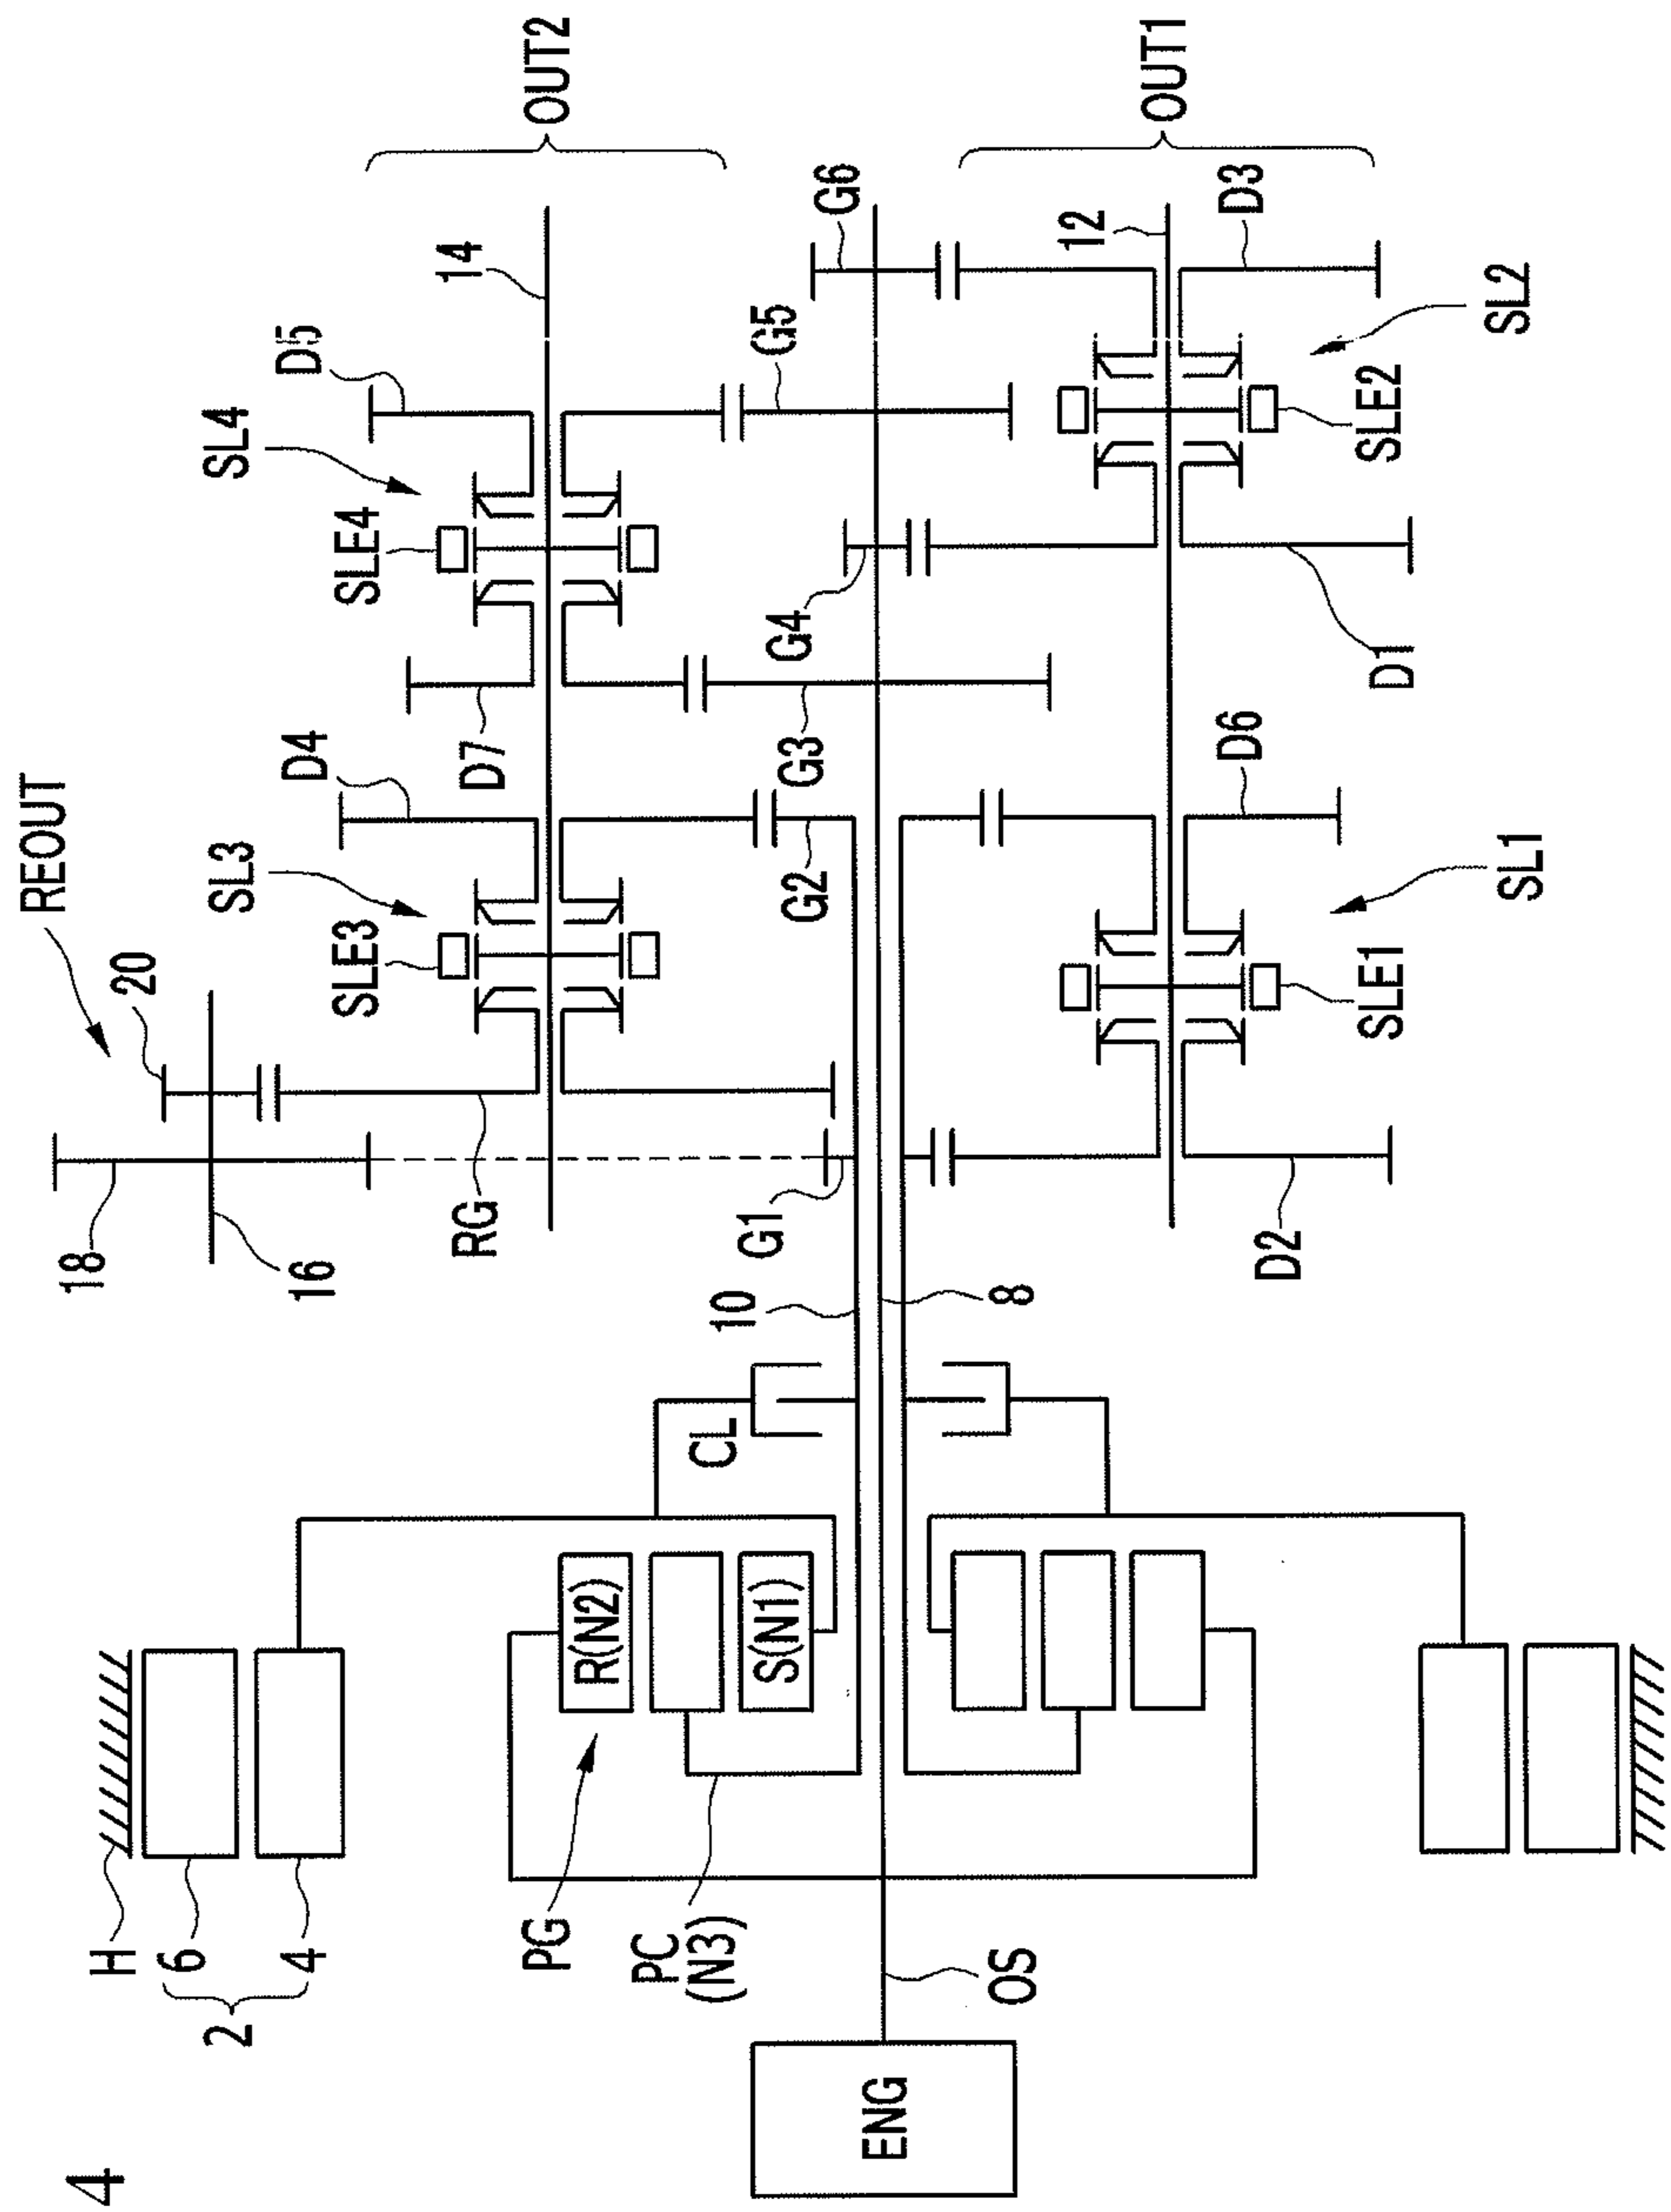 4
REOUT
OUT2
OUT1
18
16
20
RG
SL3
SLE3
D4
D7
SL4
SLE4
D5
14
G1
G2
G3
G4
G5
G6
10
8
12
D2
D6
D1
D3
SL1
SLE1
SL2
SLE2
CL
H
6
4
2
R(N2)
S(N1)
PG
PC
(N3)
OS
ENG